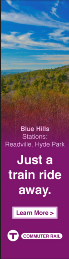 Blue Hills
Stations:
Readville, Hyde Park
Just a
train ride
away.
Learn More >
T COMMUTER RAIL